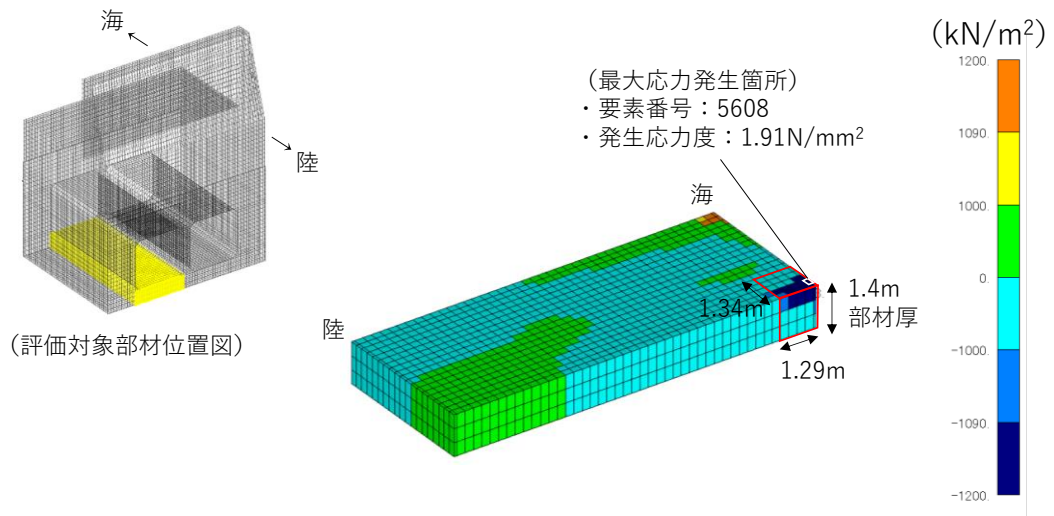 海
陸
(評価対象部材位置図)
(最大応力発生箇所)
・要素番号：5608
・発生応力度：1.91N/mm²
海
陸
1.34m
1.4m
部材厚
1.29m
(kN/m²)
1200.
1090.
1000.
0.
-1000.
-1090.
-1200.